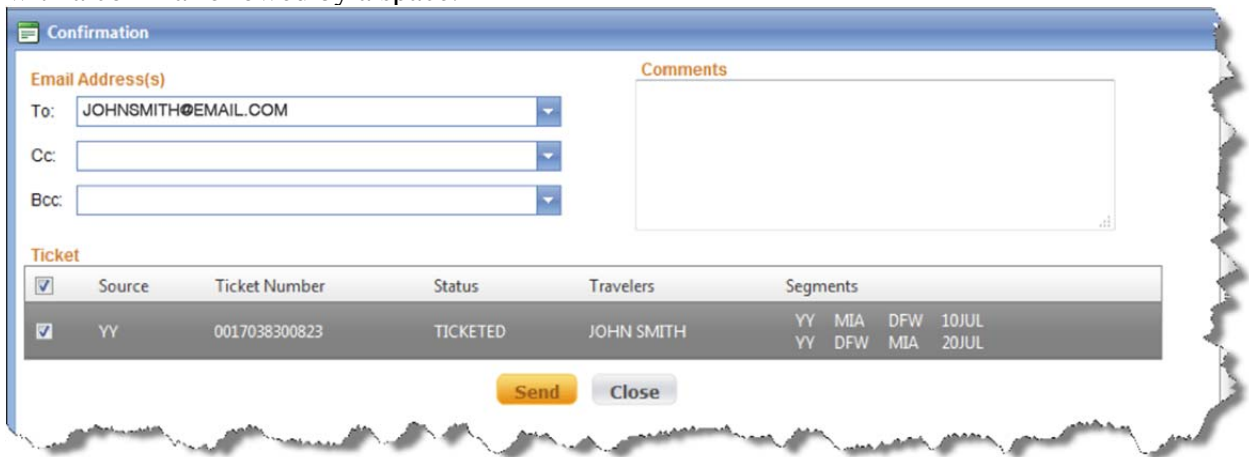 Confirmation
Email Address(s)
Comments
To: JOHNSMITH@EMAIL.COM
Cc:
Bcc:
Ticket
Source Ticket Number Status Travelers Segments
YY 0017038300823 TICKETED JOHN SMITH YY MIA DFW 10JUL
YY DFW MIA 20JUL
Send Close